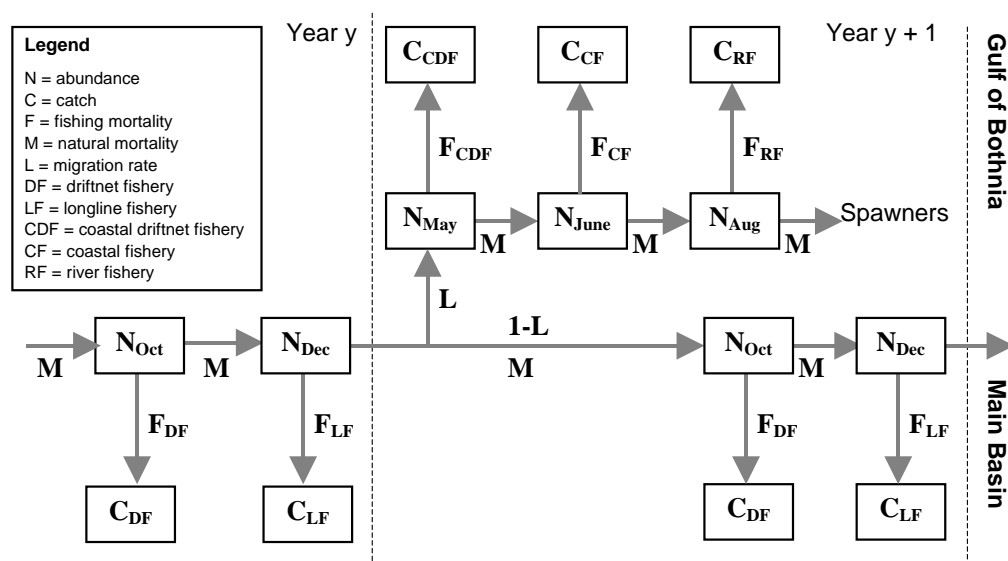 Legend
N = abundance
C = catch
F = fishing mortality
M = natural mortality
L = migration rate
DF = driftnet fishery
LF = longline fishery
CDF = coastal driftnet fishery
CF = coastal fishery
RF = river fishery
Year y
Year y + 1
C_CDF
C_CF
C_RF
F_CDF
F_CF
F_RF
N_May
M
N_June
M
N_Aug
M
Spawners
L
1-L
M
N_Oct
M
N_Dec
M
N_Oct
M
N_Dec
F_DF
F_LF
F_DF
F_LF
C_DF
C_LF
C_DF
C_LF
Gulf of Bothnia
Main Basin